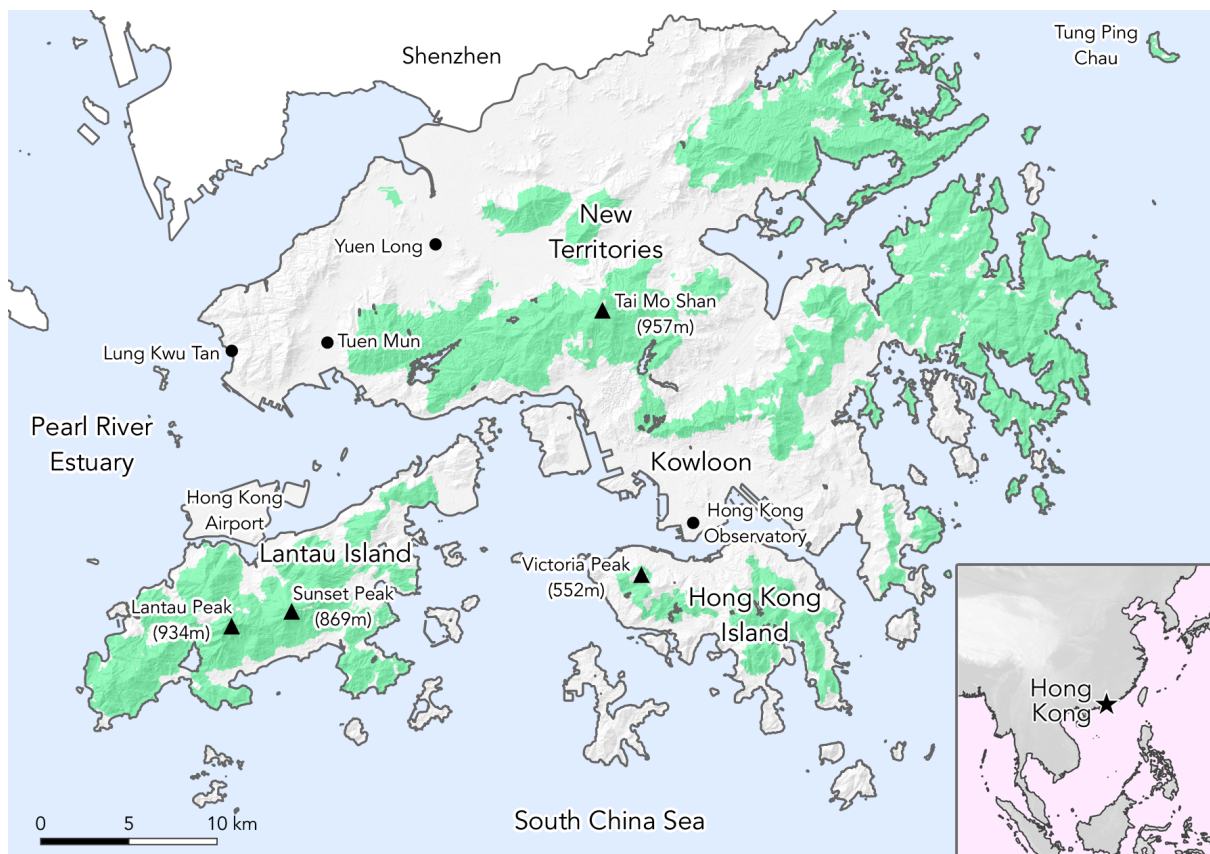 Tung Ping
Chau
Shenzhen
New
Territories
Yuen Long
Tai Mo Shan
(957m)
Tuen Mun
Lung Kwu Tan
Pearl River
Estuary
Kowloon
Hong Kong
Airport
Hong Kong
Observatory
Lantau Island
Victoria Peak
(552m)
Sunset Peak
(869m)
Lantau Peak
(934m)
Hong Kong
Island
Hong
Kong
South China Sea
0 5 10 km